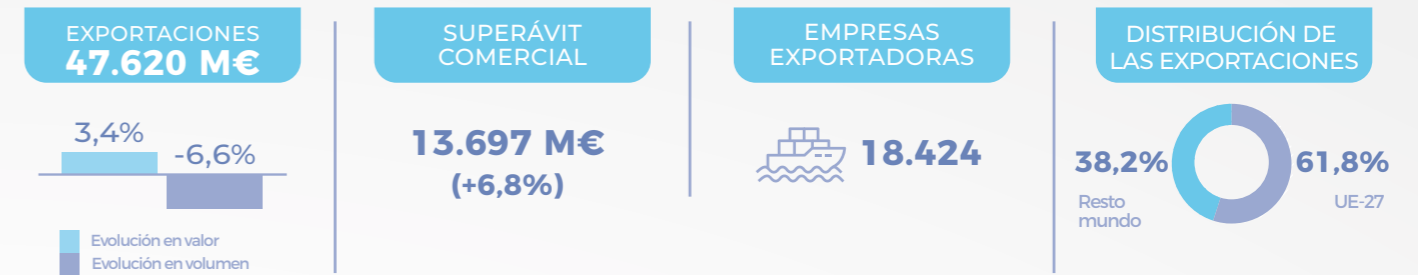 EXPORTACIONES
47.620 M€
3,4%
-6,6%
Evolución en valor
Evolución en volumen
SUPERÁVIT
COMERCIAL
13.697 M€
(+6,8%)
EMPRESAS
EXPORTADORAS
18.424
DISTRIBUCIÓN DE
LAS EXPORTACIONES
38,2%
Resto
mundo
61,8%
UE-27